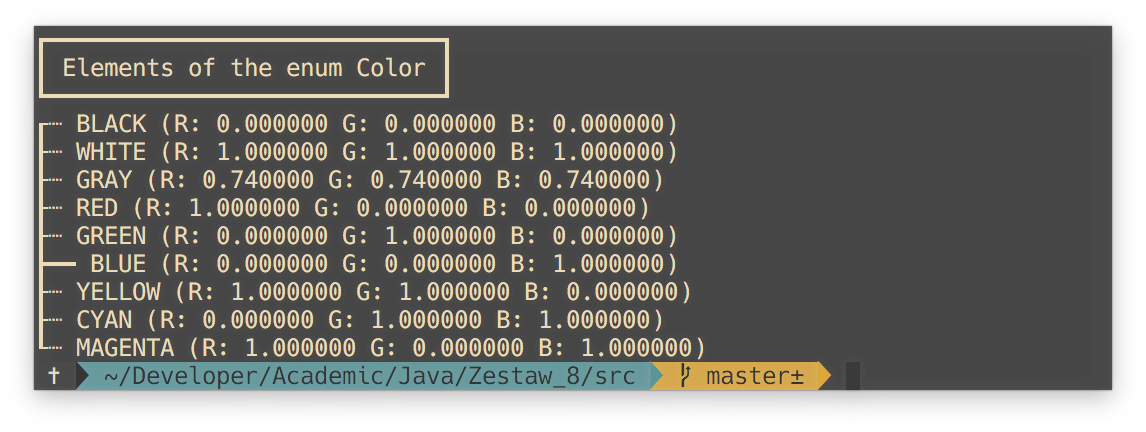 Elements of the enum Color
BLACK (R: 0.000000 G: 0.000000 B: 0.000000)
WHITE (R: 1.000000 G: 1.000000 B: 1.000000)
GRAY (R: 0.740000 G: 0.740000 B: 0.740000)
RED (R: 1.000000 G: 0.000000 B: 0.000000)
GREEN (R: 0.000000 G: 1.000000 B: 0.000000)
BLUE (R: 0.000000 G: 0.000000 B: 1.000000)
YELLOW (R: 1.000000 G: 1.000000 B: 0.000000)
CYAN (R: 0.000000 G: 1.000000 B: 1.000000)
MAGENTA (R: 1.000000 G: 0.000000 B: 1.000000)
✝ ~/Developer/Academic/Java/Zestaw_8/src master±